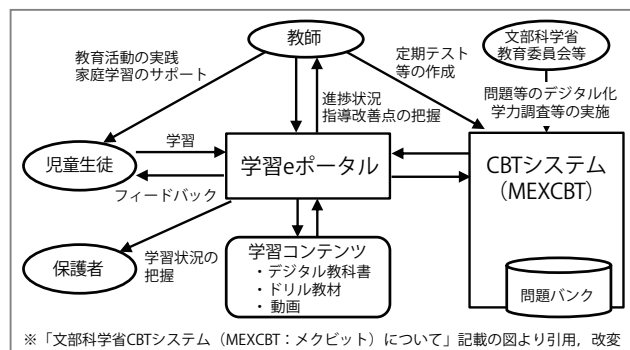 教師
文部科学省
教育委員会等
教育活動の実践
家庭学習のサポート
定期テスト
等の作成
問題等のデジタル化
学力調査等の実施
進捗状況
指導改善点の把握
学習
児童生徒
学習eポータル
CBTシステム
（MEXCBT）
フィードバック
学習状況の
把握
保護者
学習コンテンツ
・デジタル教科書
・ドリル教材
・動画
問題バンク
※「文部科学省CBTシステム（MEXCBT：メクビット）について」記載の図より引用，改変